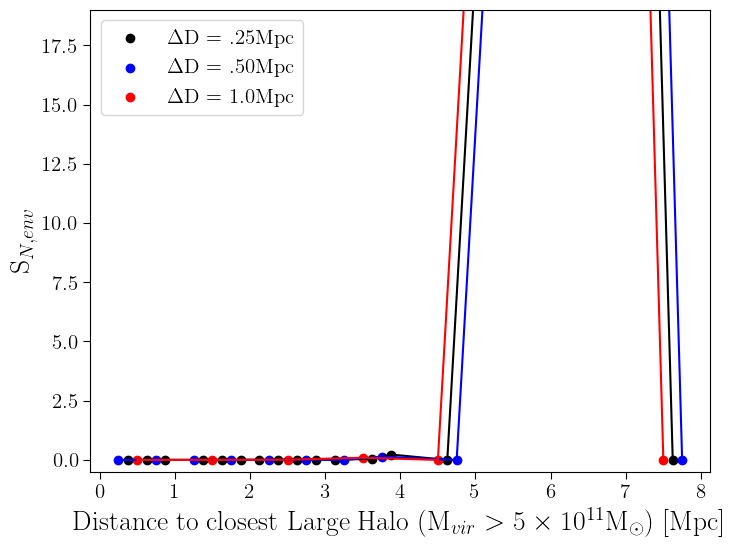 ΔD = .25Mpc
ΔD = .50Mpc
ΔD = 1.0Mpc
17.5
15.0
12.5
10.0
7.5
5.0
2.5
0.0
S_{N,env}
0 1 2 3 4 5 6 7 8
Distance to closest Large Halo (M_{vir} > 5 × 10^{11}M_⊙) [Mpc]